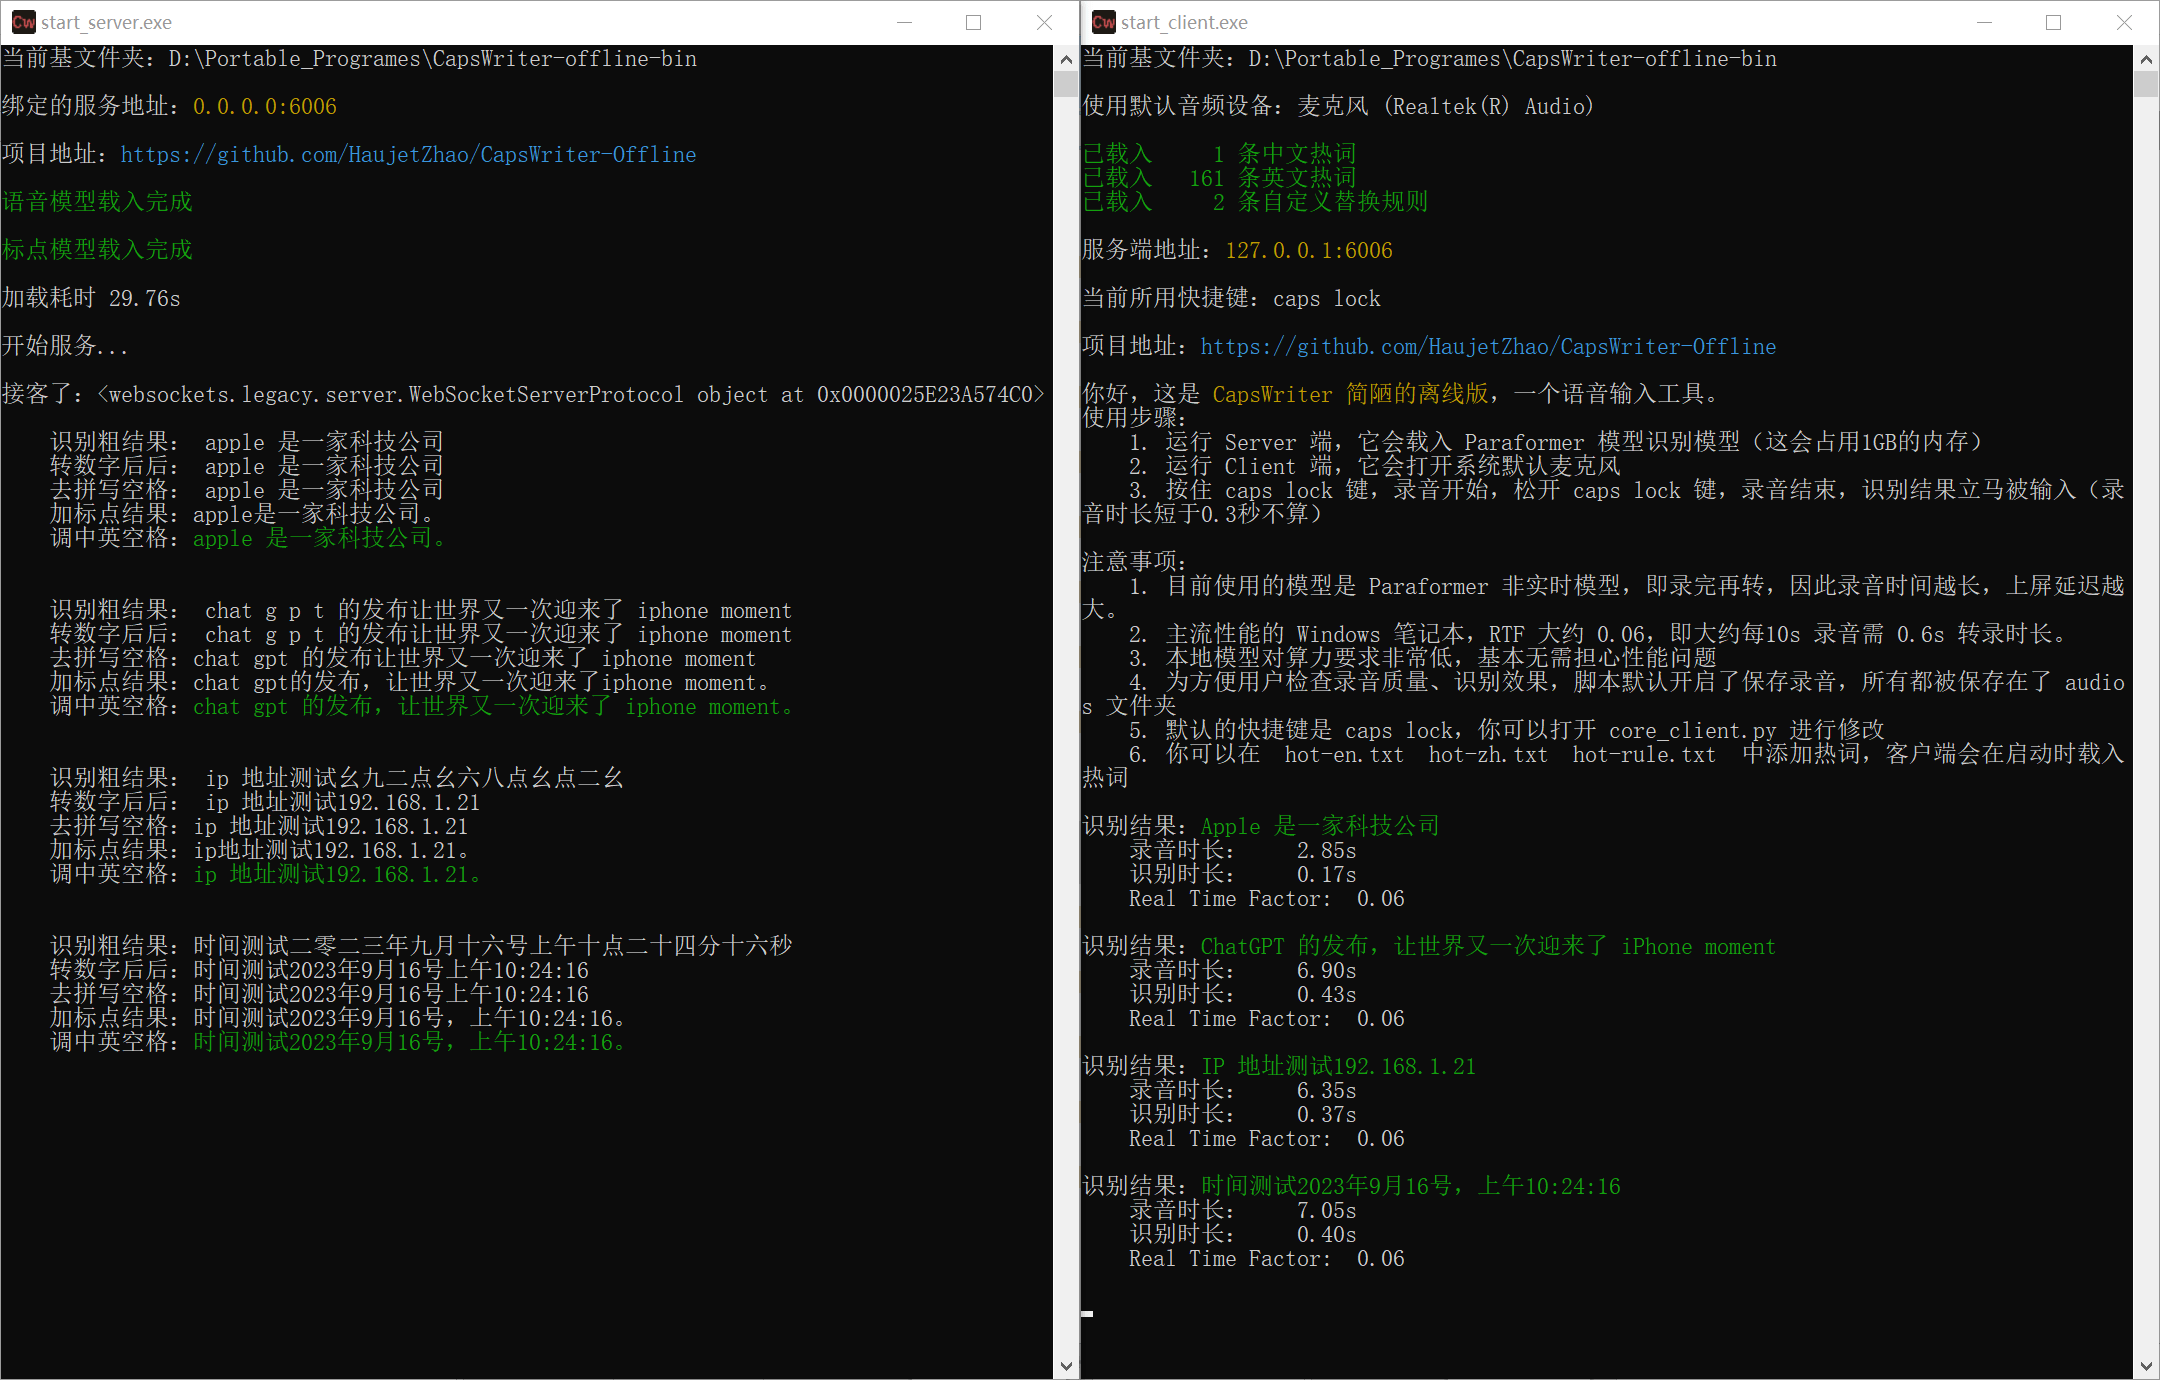 start_server.exe
当前基文件夹：D:\Portable_Programes\CapsWriter-offline-bin
绑定的服务地址：0.0.0.0:6006
项目地址：https://github.com/HaujetZhao/CapsWriter-Offline
语音模型载入完成
标点模型载入完成
加载耗时 29.76s
开始服务...
接客了：<websockets.legacy.server.WebSocketServerProtocol object at 0x0000025E23A574C0>
识别粗结果： apple 是一家科技公司
转数字后后： apple 是一家科技公司
去拼写空格： apple 是一家科技公司
加标点结果：apple是一家科技公司。
调中英空格：apple 是一家科技公司。
识别粗结果： chat g p t 的发布让世界又一次迎来了 iphone moment
转数字后后： chat g p t 的发布让世界又一次迎来了 iphone moment
去拼写空格：chat gpt 的发布让世界又一次迎来了 iphone moment
加标点结果：chat gpt的发布，让世界又一次迎来了iphone moment。
调中英空格：chat gpt 的发布，让世界又一次迎来了 iphone moment。
识别粗结果： ip 地址测试幺九二点幺六八点幺点二幺
转数字后后： ip 地址测试192.168.1.21
去拼写空格：ip 地址测试192.168.1.21
加标点结果：ip地址测试192.168.1.21。
调中英空格：ip 地址测试192.168.1.21。
识别粗结果：时间测试二零二三年九月十六号上午十点二十四分十六秒
转数字后后：时间测试2023年9月16号上午10:24:16
去拼写空格：时间测试2023年9月16号上午10:24:16
加标点结果：时间测试2023年9月16号，上午10:24:16。
调中英空格：时间测试2023年9月16号，上午10:24:16。
start_client.exe
当前基文件夹：D:\Portable_Programes\CapsWriter-offline-bin
使用默认音频设备：麦克风 (Realtek(R) Audio)
已载入     1 条中文热词
已载入   161 条英文热词
已载入     2 条自定义替换规则
服务端地址：127.0.0.1:6006
当前所用快捷键：caps lock
项目地址：https://github.com/HaujetZhao/CapsWriter-Offline
你好，这是 CapsWriter 简陋的离线版，一个语音输入工具。
使用步骤：
1. 运行 Server 端，它会载入 Paraformer 模型识别模型（这会占用1GB的内存）
2. 运行 Client 端，它会打开系统默认麦克风
3. 按住 caps lock 键，录音开始，松开 caps lock 键，录音结束，识别结果立马被输入（录
音时长短于0.3秒不算）
注意事项：
1. 目前使用的模型是 Paraformer 非实时模型，即录完再转，因此录音时间越长，上屏延迟越
大。
2. 主流性能的 Windows 笔记本，RTF 大约 0.06，即大约每10s 录音需 0.6s 转录时长。
3. 本地模型对算力要求非常低，基本无需担心性能问题
4. 为方便用户检查录音质量、识别效果，脚本默认开启了保存录音，所有都被保存在了 audio
s 文件夹
5. 默认的快捷键是 caps lock，你可以打开 core_client.py 进行修改
6. 你可以在  hot-en.txt  hot-zh.txt  hot-rule.txt  中添加热词，客户端会在启动时载入
热词
识别结果：Apple 是一家科技公司
录音时长：     2.85s
识别时长：     0.17s
Real Time Factor:  0.06
识别结果：ChatGPT 的发布，让世界又一次迎来了 iPhone moment
录音时长：     6.90s
识别时长：     0.43s
Real Time Factor:  0.06
识别结果：IP 地址测试192.168.1.21
录音时长：     6.35s
识别时长：     0.37s
Real Time Factor:  0.06
识别结果：时间测试2023年9月16号，上午10:24:16
录音时长：     7.05s
识别时长：     0.40s
Real Time Factor:  0.06